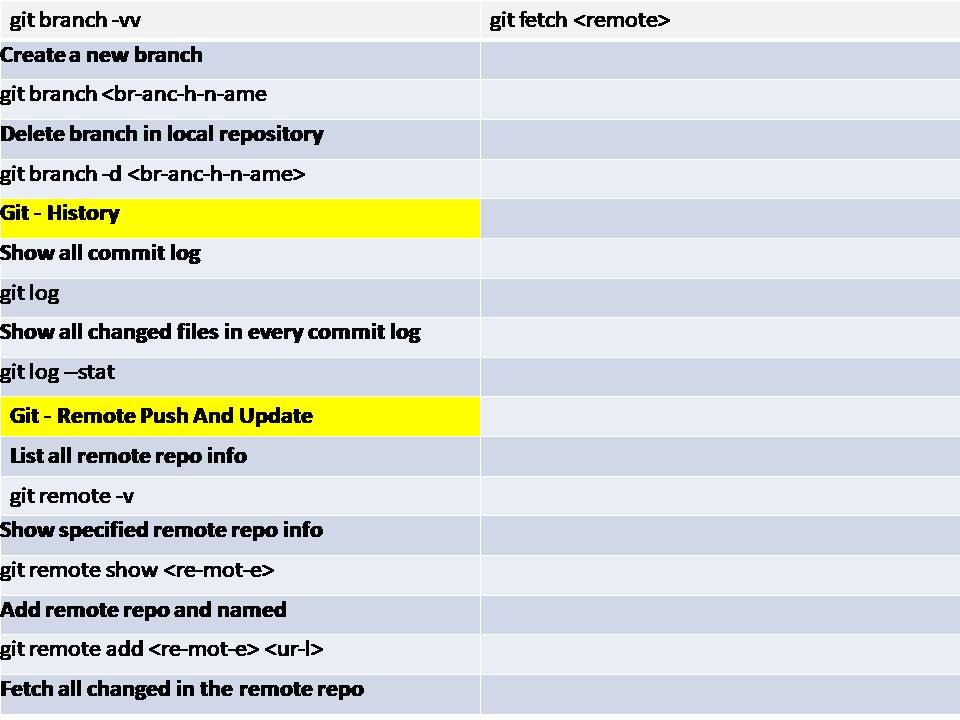 git branch -vv
git fetch <remote>
Create a new branch
git branch <br-anc-h-n-ame
Delete branch in local repository
git branch -d <br-anc-h-n-ame>
Git - History
Show all commit log
git log
Show all changed files in every commit log
git log –stat
Git - Remote Push And Update
List all remote repo info
git remote -v
Show specified remote repo info
git remote show <re-mot-e>
Add remote repo and named
git remote add <re-mot-e> <ur-l>
Fetch all changed in the remote repo